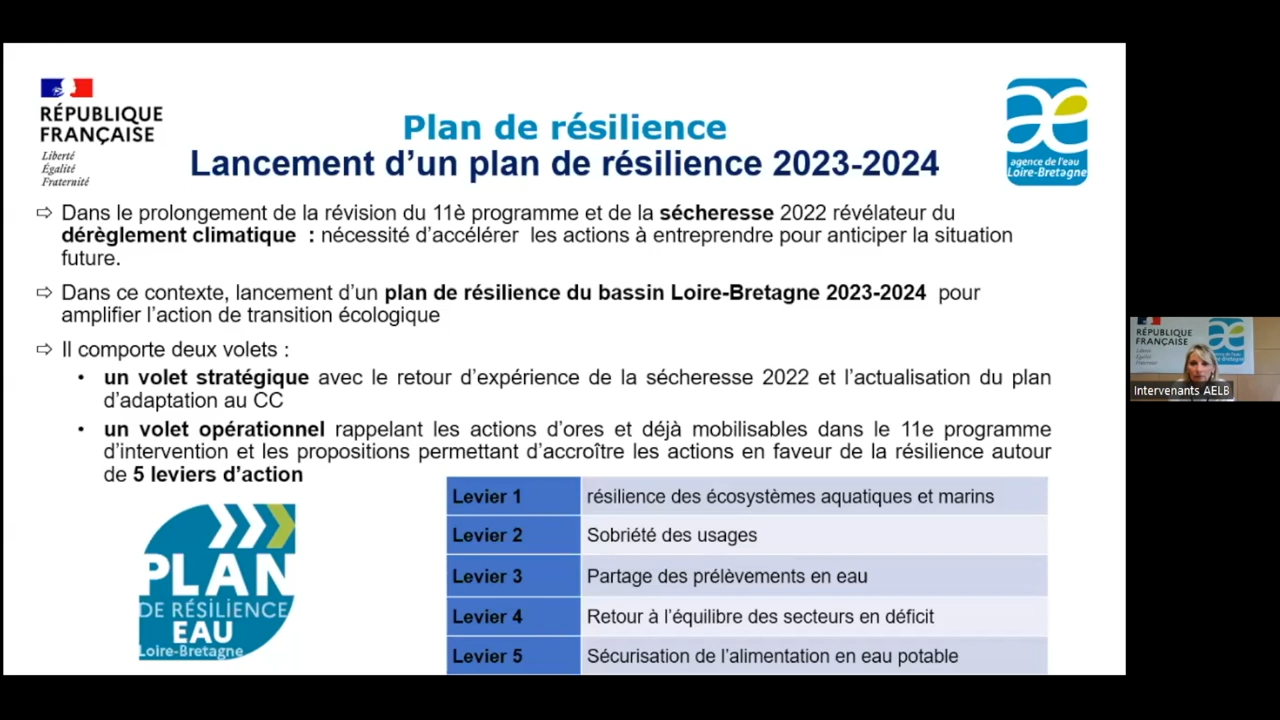 RÉPUBLIQUE
FRANÇAISE
Liberté
Égalité
Fraternité
Plan de résilience
Lancement d'un plan de résilience 2023-2024
agence de l'eau
Loire-Bretagne
⇨ Dans le prolongement de la révision du 11è programme et de la sécheresse 2022 révélateur du
dérèglement climatique : nécessité d'accélérer les actions à entreprendre pour anticiper la situation
future.
⇨ Dans ce contexte, lancement d'un plan de résilience du bassin Loire-Bretagne 2023-2024 pour
amplifier l'action de transition écologique
⇨ Il comporte deux volets :
• un volet stratégique avec le retour d'expérience de la sécheresse 2022 et l'actualisation du plan
d'adaptation au CC
• un volet opérationnel rappelant les actions d'ores et déjà mobilisables dans le 11e programme
d'intervention et les propositions permettant d'accroître les actions en faveur de la résilience autour
de 5 leviers d'action
Levier 1 résilience des écosystèmes aquatiques et marins
Levier 2 Sobriété des usages
Levier 3 Partage des prélèvements en eau
Levier 4 Retour à l'équilibre des secteurs en déficit
Levier 5 Sécurisation de l'alimentation en eau potable
PLAN
DE RÉSILIENCE
EAU
Loire-Bretagne
RÉPUBLIQUE
FRANÇAISE
Intervenants AELB